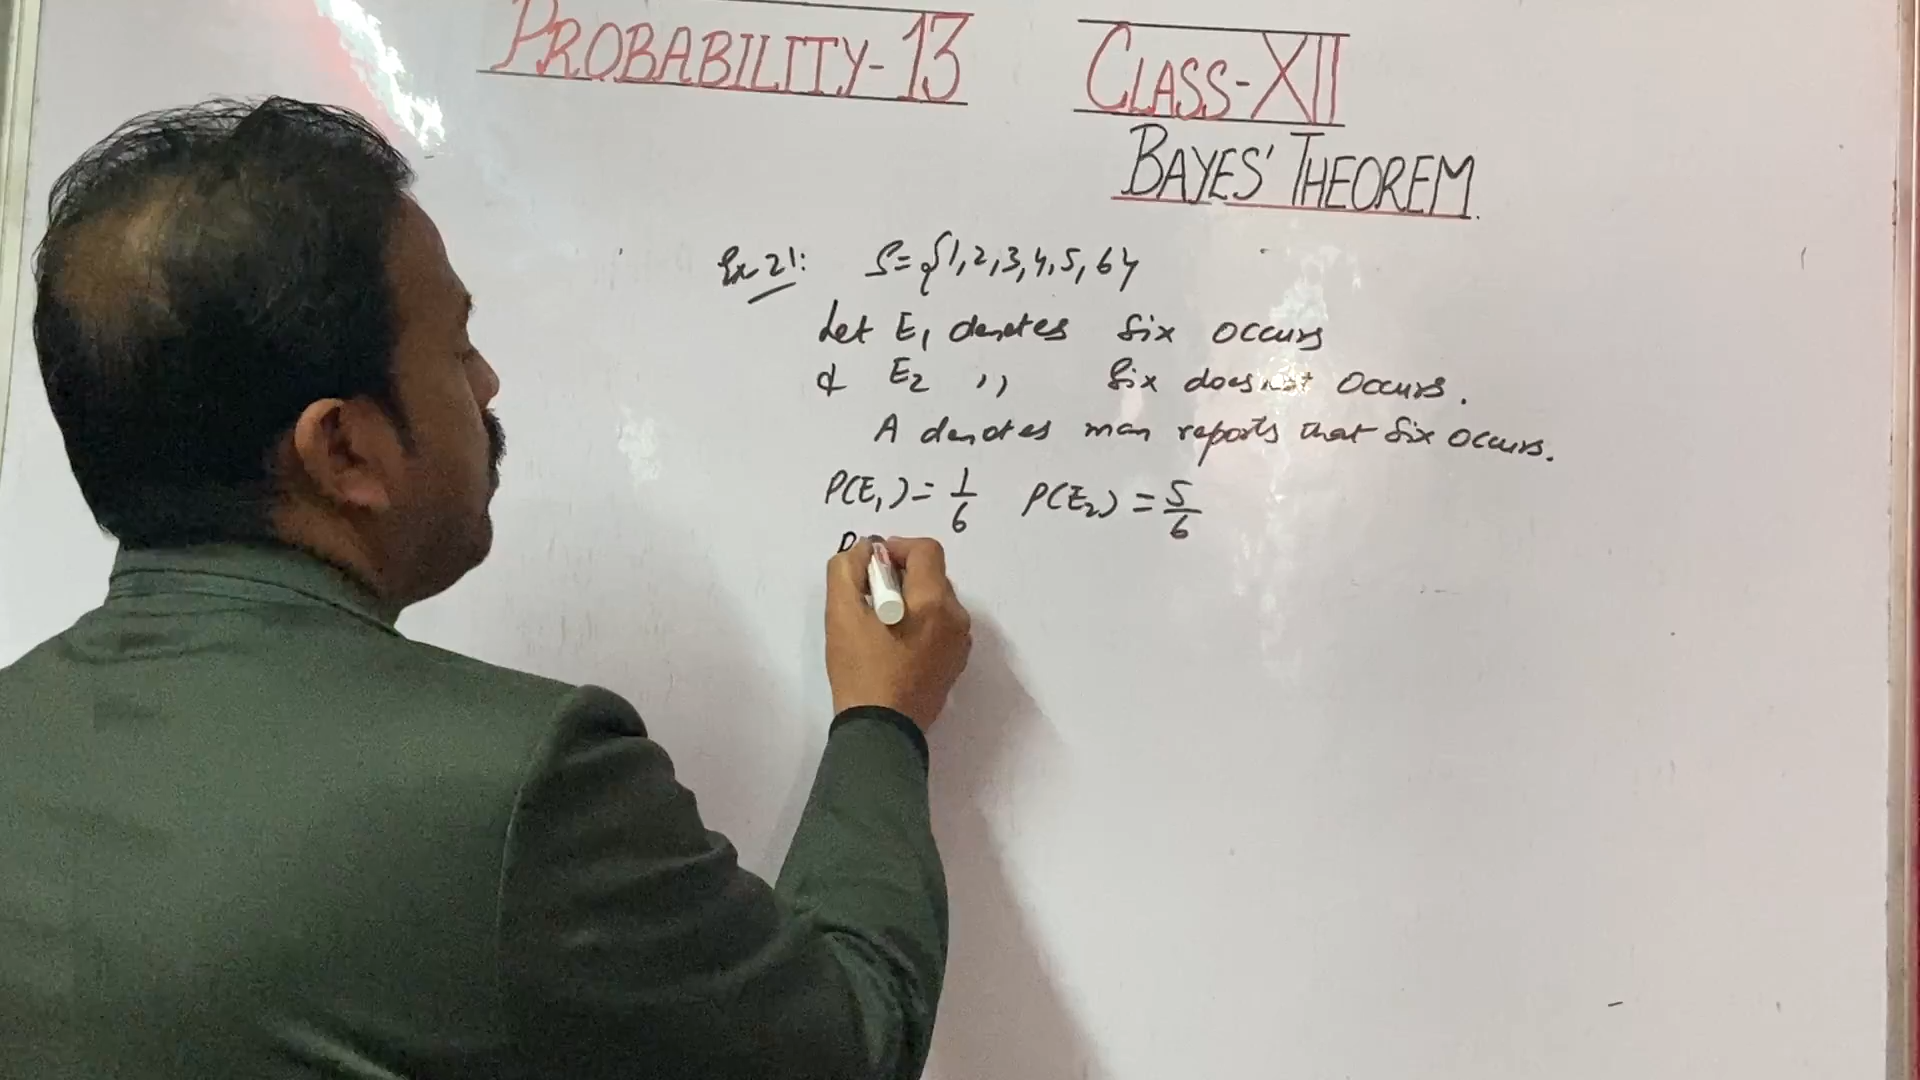 PROBABILITY-13 CLASS-XII
BAYES' THEOREM.
Ex 21: S={1,2,3,4,5,6}
Let E₁ denotes Six occurs
& E₂ ,, Six does not occurs.
A denotes man reports that Six occurs.
P(E₁)= 1/6 P(E₂) = 5/6
P